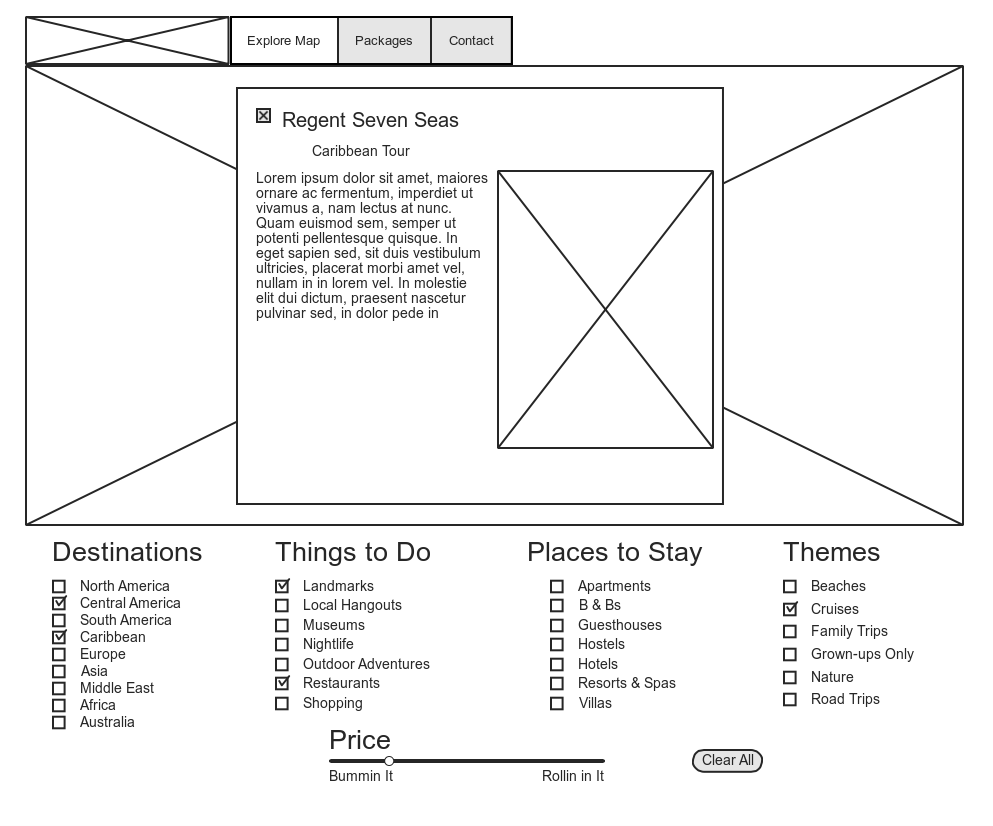 Explore Map
Packages
Contact
Regent Seven Seas
Caribbean Tour
Lorem ipsum dolor sit amet, maiores
ornare ac fermentum, imperdiet ut
vivamus a, nam lectus at nunc.
Quam euismod sem, semper ut
potenti pellentesque quisque. In
eget sapien sed, sit duis vestibulum
ultricies, placerat morbi amet vel,
nullam in in lorem vel. In molestie
elit dui dictum, praesent nascetur
pulvinar sed, in dolor pede in
Destinations
North America
Central America
South America
Caribbean
Europe
Asia
Middle East
Africa
Australia
Things to Do
Landmarks
Local Hangouts
Museums
Nightlife
Outdoor Adventures
Restaurants
Shopping
Places to Stay
Apartments
B & Bs
Guesthouses
Hostels
Hotels
Resorts & Spas
Villas
Themes
Beaches
Cruises
Family Trips
Grown-ups Only
Nature
Road Trips
Price
Bummin It
Rollin in It
Clear All